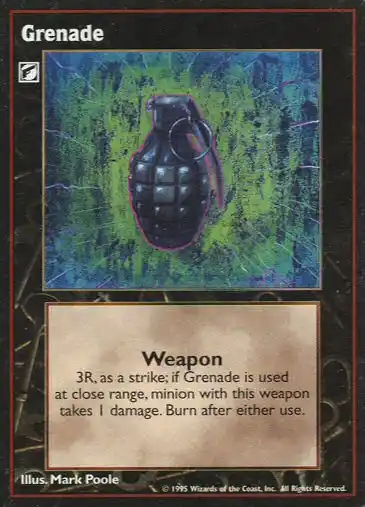 Grenade
Weapon
3R, as a strike; if Grenade is used
at close range, minion with this weapon
takes 1 damage. Burn after either use.
Illus. Mark Poole
© 1995 Wizards of the Coast, Inc. All Rights Reserved.